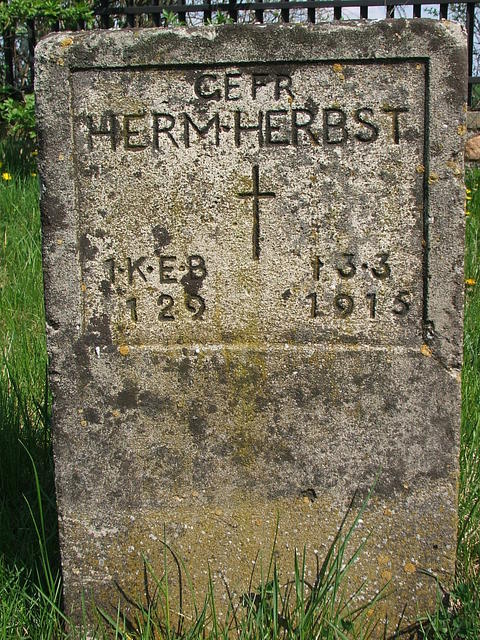 GEFR
HERM·HERBST
1·K·E·B
129
† 3·3
1915